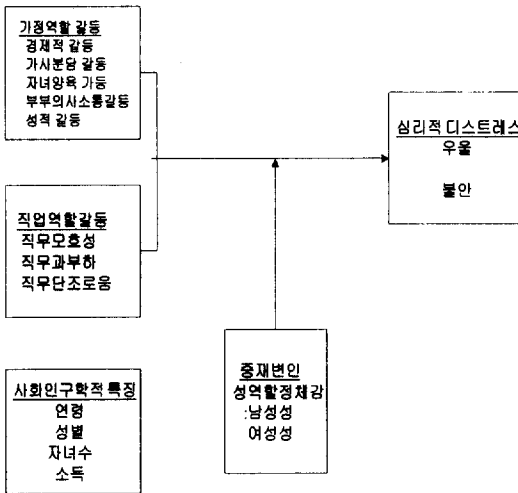 가정역할 갈등
경제적 갈등
가사분담 갈등
자녀양육 가등
부부의사소통갈등
성적 갈등
심리적 디스트레스
우울
불안
직업역할갈등
직무모호성
직무과부하
직무단조로움
중재변인
성역할정체감
:남성성
여성성
사회인구학적 특징
연령
성별
자녀수
소득